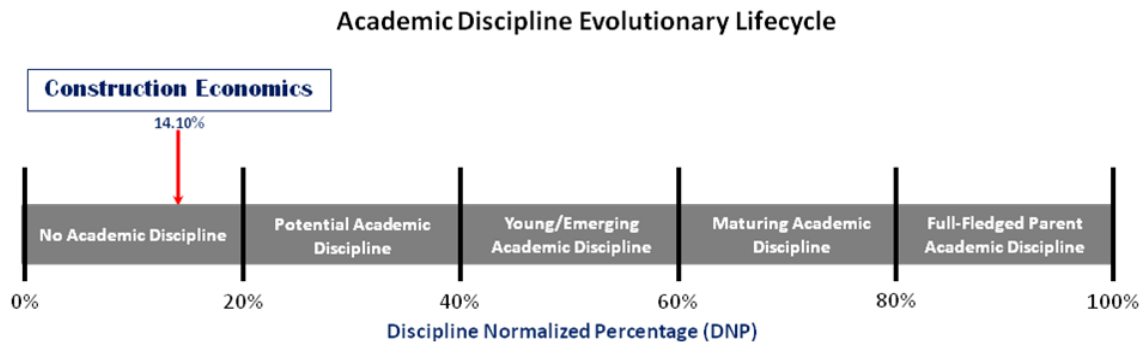 Academic Discipline Evolutionary Lifecycle
Construction Economics
14.10%
No Academic Discipline
Potential Academic
Discipline
Young/Emerging
Academic Discipline
Maturing Academic
Discipline
Full-Fledged Parent
Academic Discipline
0%
20%
40%
60%
80%
100%
Discipline Normalized Percentage (DNP)